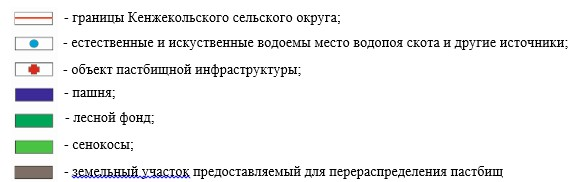 - границы Кенжекольского сельского округа;
- естественные и искуственные водоемы место водопоя скота и другие источники;
- объект пастбищной инфраструктуры;
- пашня;
- лесной фонд;
- сенокосы;
- земельный участок предоставляемый для перераспределения пастбищ